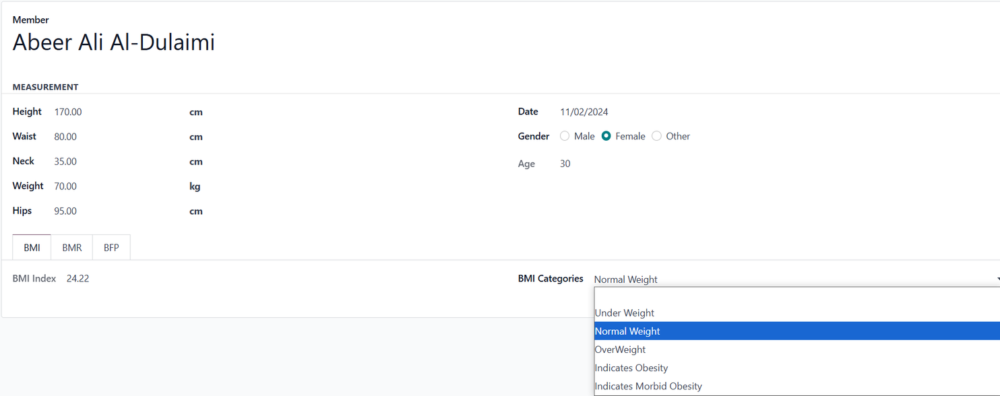 Member
Abeer Ali Al-Dulaimi
MEASUREMENT
Height 170.00 cm
Waist 80.00 cm
Neck 35.00 cm
Weight 70.00 kg
Hips 95.00 cm
Date 11/02/2024
Gender Male Female Other
Age 30
BMI BMR BFP
BMI Index 24.22
BMI Categories Normal Weight
Under Weight
Normal Weight
OverWeight
Indicates Obesity
Indicates Morbid Obesity